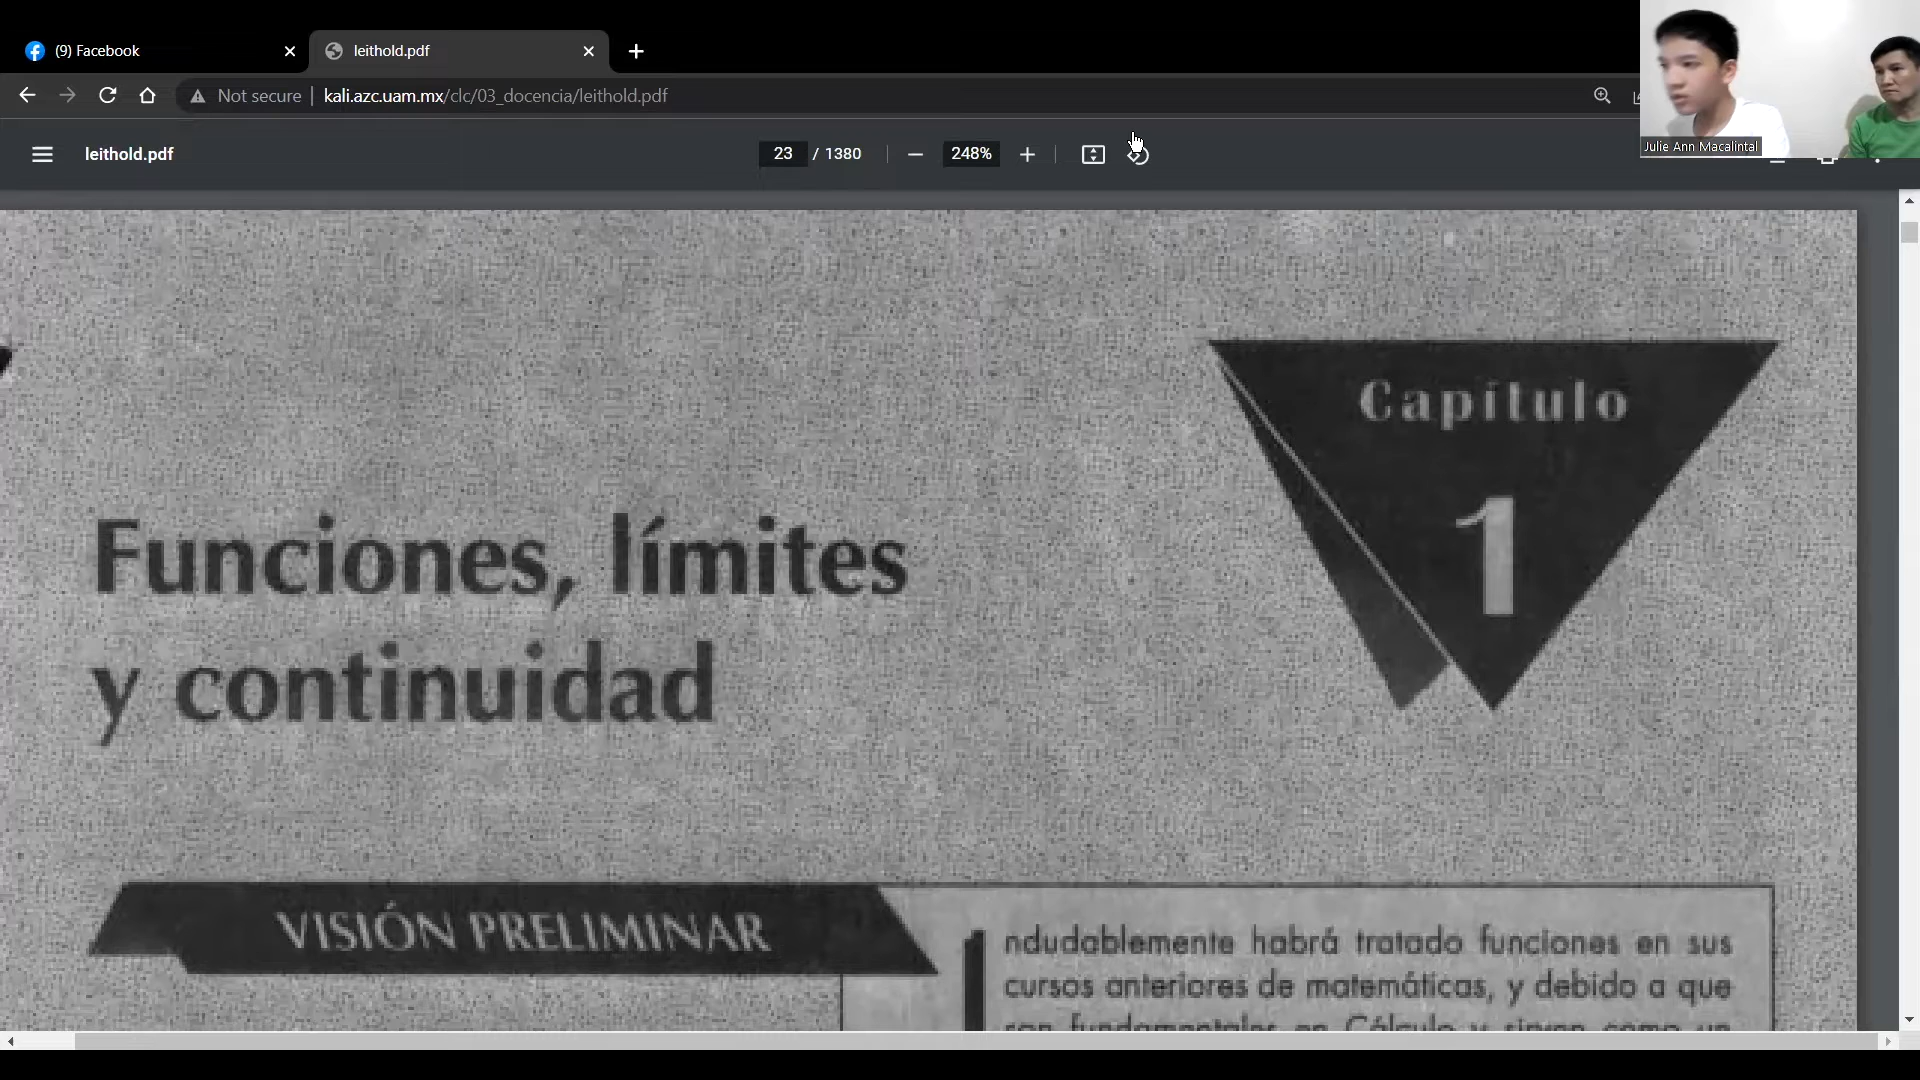 (9) Facebook
leithold.pdf
Not secure
kali.azc.uam.mx/clc/03_docencia/leithold.pdf
leithold.pdf
23 / 1380
248%
Julie Ann Macalintal
Capítulo
1
Funciones, límites
y continuidad
VISIÓN PRELIMINAR
Indudablemente habrá tratado funciones en sus
cursos anteriores de matemáticas, y debido a que